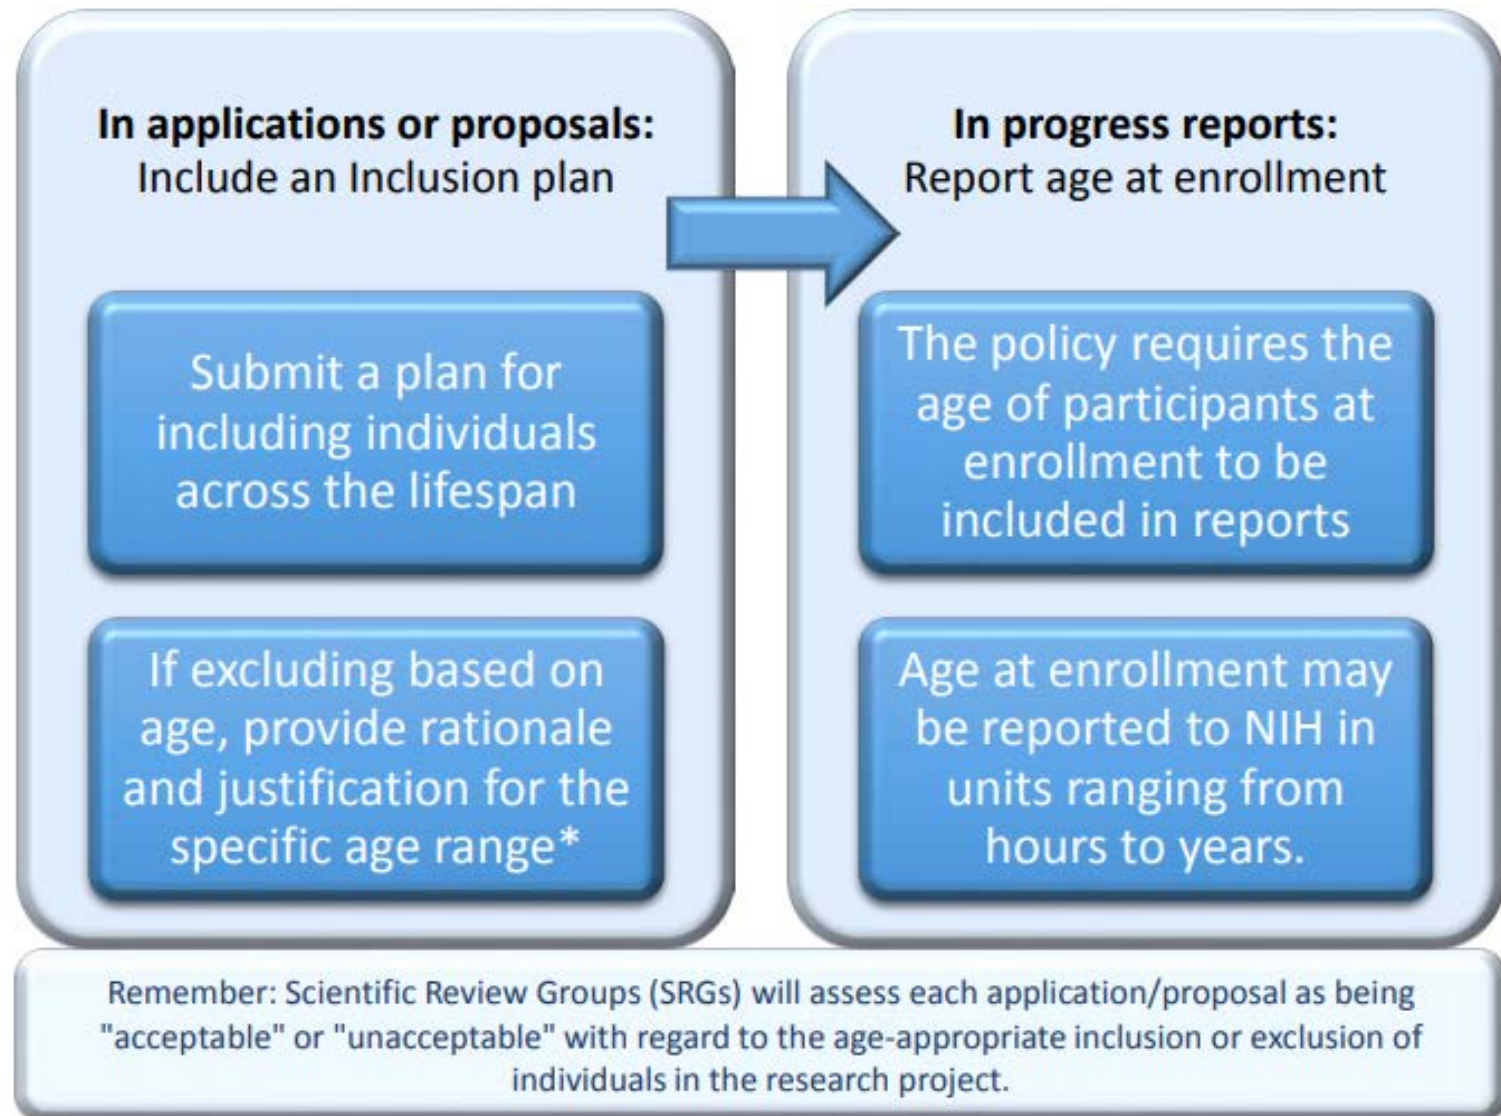 In applications or proposals:
Include an Inclusion plan
Submit a plan for
including individuals
across the lifespan
If excluding based on
age, provide rationale
and justification for the
specific age range*
In progress reports:
Report age at enrollment
The policy requires the
age of participants at
enrollment to be
included in reports
Age at enrollment may
be reported to NIH in
units ranging from
hours to years.
Remember: Scientific Review Groups (SRGs) will assess each application/proposal as being
"acceptable" or "unacceptable" with regard to the age-appropriate inclusion or exclusion of
individuals in the research project.